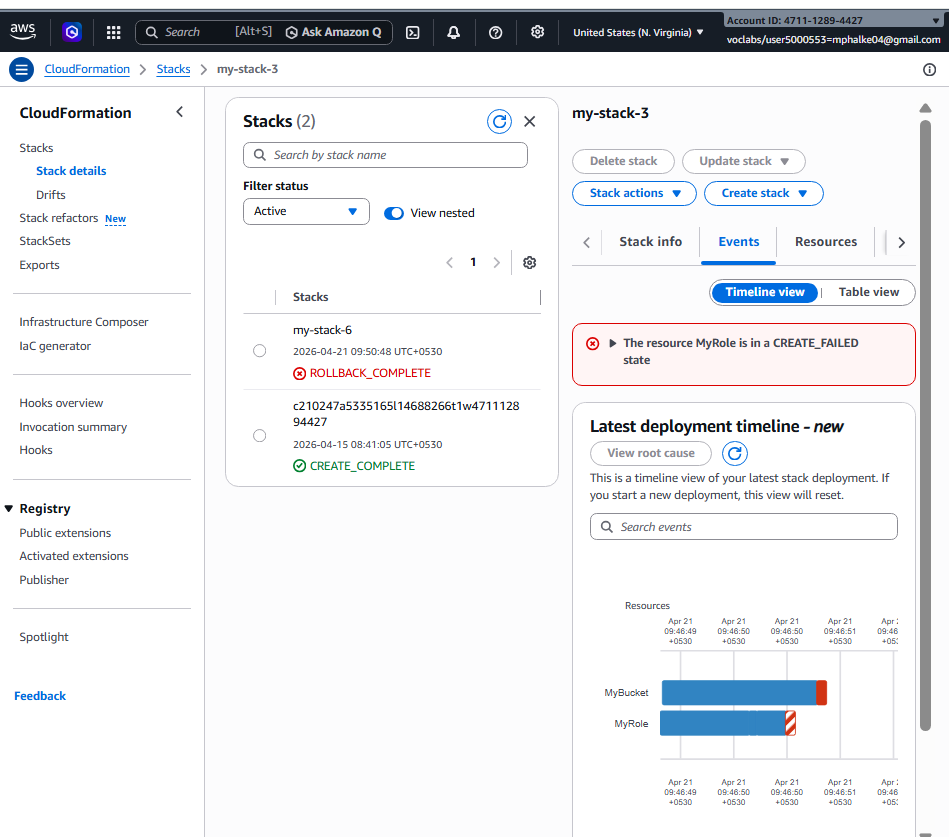 aws
Search
[Alt+S]
Ask Amazon Q
United States (N. Virginia)
Account ID: 4711-1289-4427
voclabs/user5000553=mphalke04@gmail.com
CloudFormation
Stacks
my-stack-3
CloudFormation
Stacks
Stack details
Drifts
Stack refactors New
StackSets
Exports
Infrastructure Composer
IaC generator
Hooks overview
Invocation summary
Hooks
Registry
Public extensions
Activated extensions
Publisher
Spotlight
Feedback
Stacks (2)
Search by stack name
Filter status
Active
View nested
1
Stacks
my-stack-6
2026-04-21 09:50:48 UTC+0530
ROLLBACK_COMPLETE
c210247a5335165l14688266t1w4711128
94427
2026-04-15 08:41:05 UTC+0530
CREATE_COMPLETE
my-stack-3
Delete stack
Update stack
Stack actions
Create stack
Stack info
Events
Resources
Timeline view
Table view
The resource MyRole is in a CREATE_FAILED
state
Latest deployment timeline - new
View root cause
This is a timeline view of your latest stack deployment. If
you start a new deployment, this view will reset.
Search events
Resources
Apr 21 Apr 21 Apr 21 Apr 21 Apr
09:46:49 09:46:50 09:46:50 09:46:51 09:46
+0530 +0530 +0530 +0530 +05
MyBucket
MyRole
Apr 21 Apr 21 Apr 21 Apr 21 Apr
09:46:49 09:46:50 09:46:50 09:46:51 09:46
+0530 +0530 +0530 +0530 +05